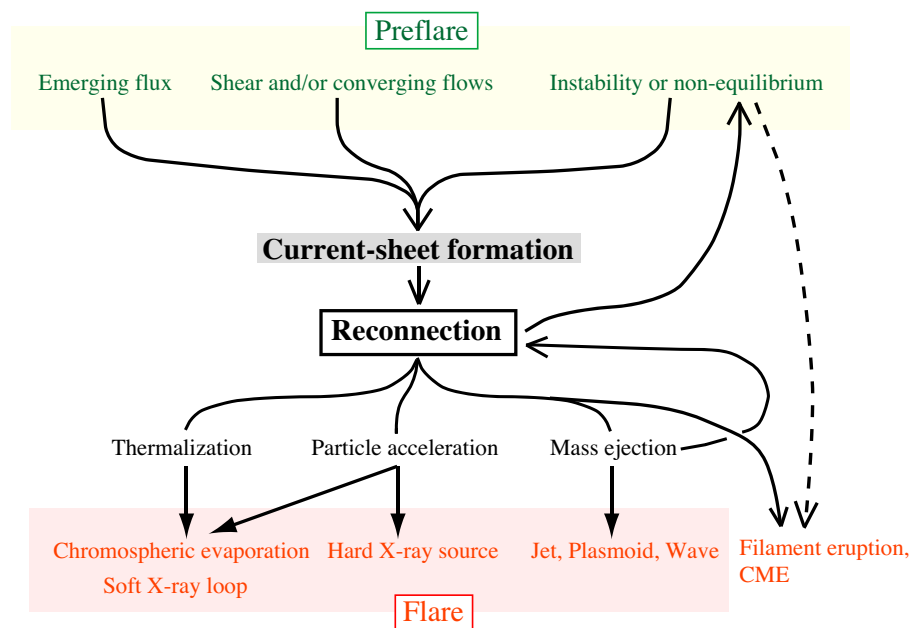 Preflare
Emerging flux
Shear and/or converging flows
Instability or non-equilibrium
Current-sheet formation
Reconnection
Thermalization
Particle acceleration
Mass ejection
Chromospheric evaporation
Soft X-ray loop
Hard X-ray source
Jet, Plasmoid, Wave
Filament eruption,
CME
Flare